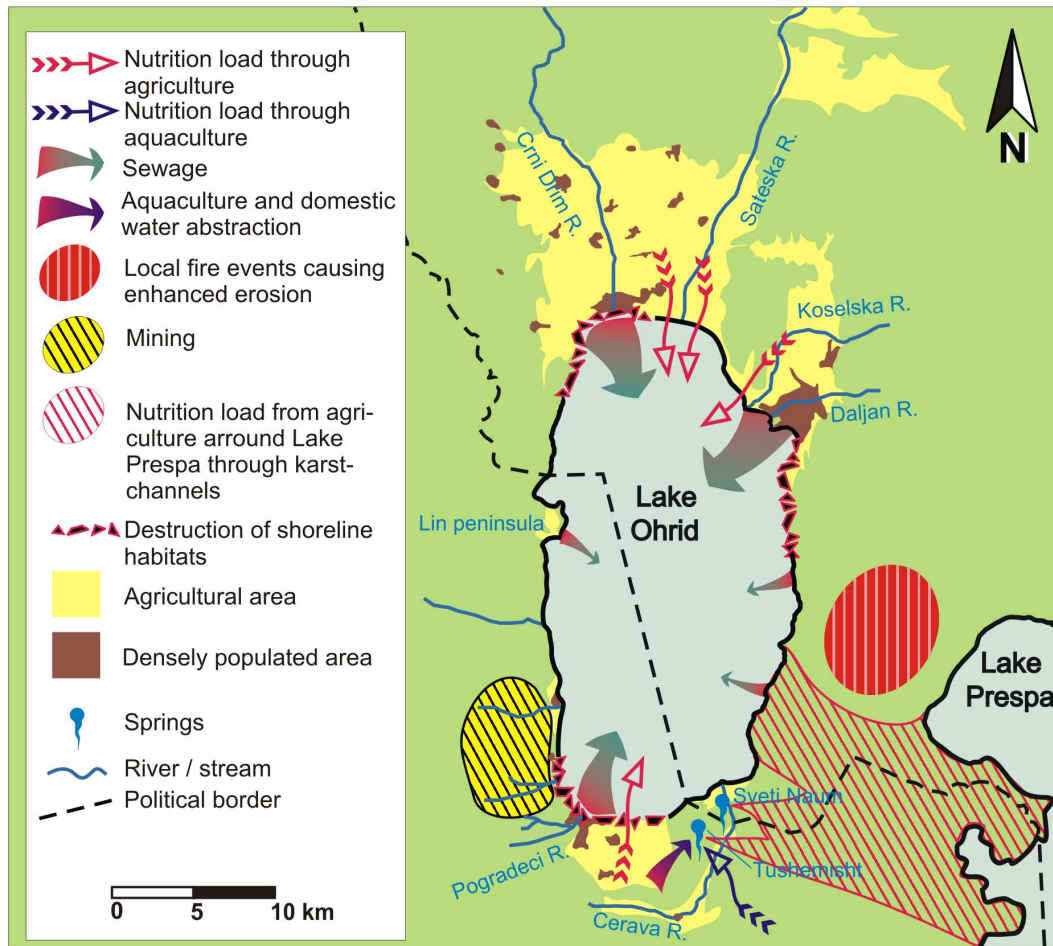 Nutrition load through
agriculture
Nutrition load through
aquaculture
Sewage
Aquaculture and domestic
water abstraction
Local fire events causing
enhanced erosion
Mining
Nutrition load from agri-
culture arround Lake
Prespa through karst-
channels
Destruction of shoreline
habitats
Agricultural area
Densely populated area
Springs
River / stream
Political border
0 5 10 km
N
Crni Drim R.
Sateska R.
Koselska R.
Daljan R.
Lake
Ohrid
Lin peninsula
Lake
Prespa
Sveti Naum
Tushemisht
Pogradeci R.
Cerava R.